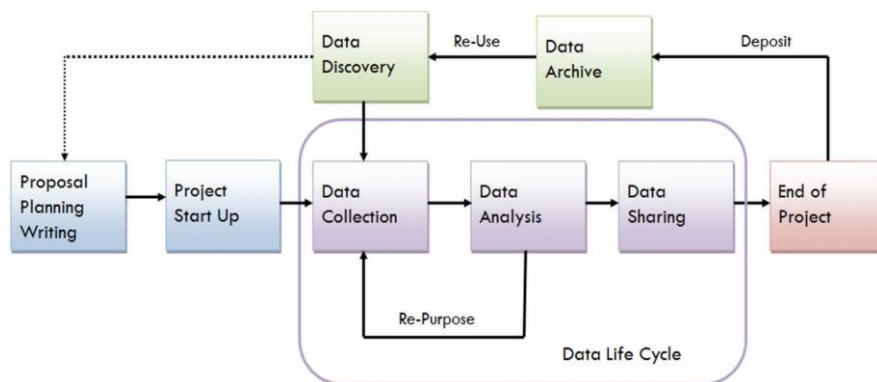 Data
Discovery
Re-Use
Data
Archive
Deposit
Proposal
Planning
Writing
Project
Start Up
Data
Collection
Data
Analysis
Data
Sharing
End of
Project
Re-Purpose
Data Life Cycle